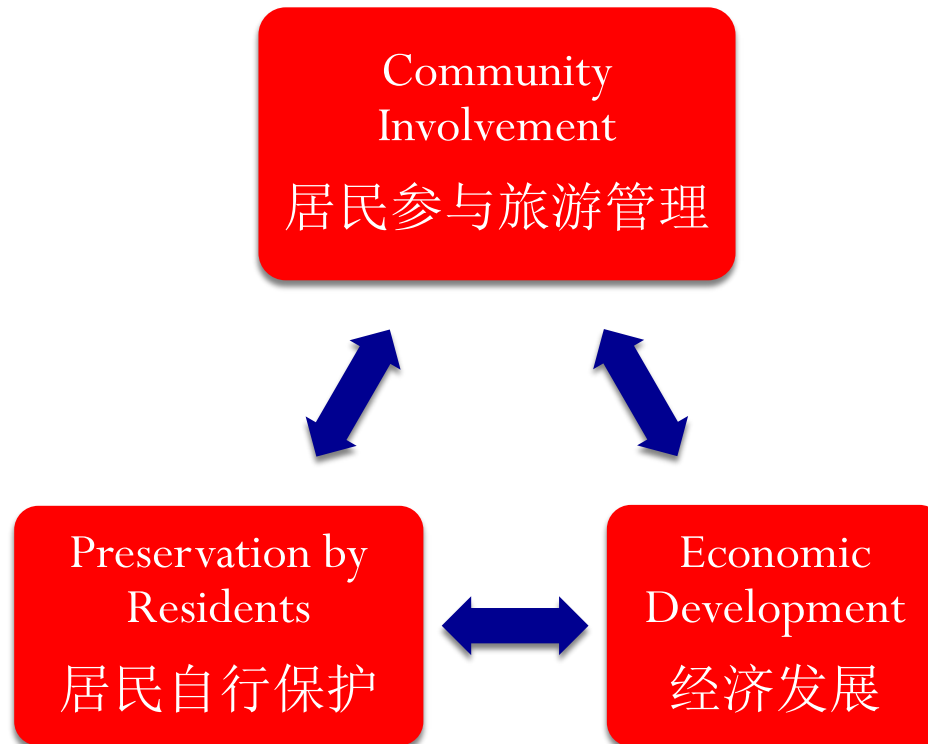 Community
Involvement
居民参与旅游管理
Preservation by
Residents
居民自行保护
Economic
Development
经济发展